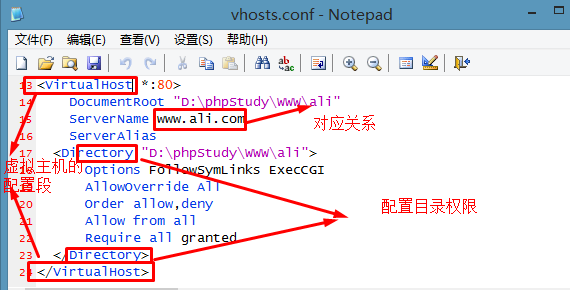 vhosts.conf - Notepad
文件(F) 编辑(E) 查看(V) 设置(S) 帮助(H)
13 <VirtualHost *:80>
14 DocumentRoot "D:\phpStudy\WWW\ali"
15 ServerName www.ali.com
对应关系
16 ServerAlias
17 <Directory "D:\phpStudy\WWW\ali">
虚拟主机的
配置段
18 Options FollowSymLinks ExecCGI
19 AllowOverride All
20 Order allow,deny
配置目录权限
21 Allow from all
22 Require all granted
23 </Directory>
24 </VirtualHost>